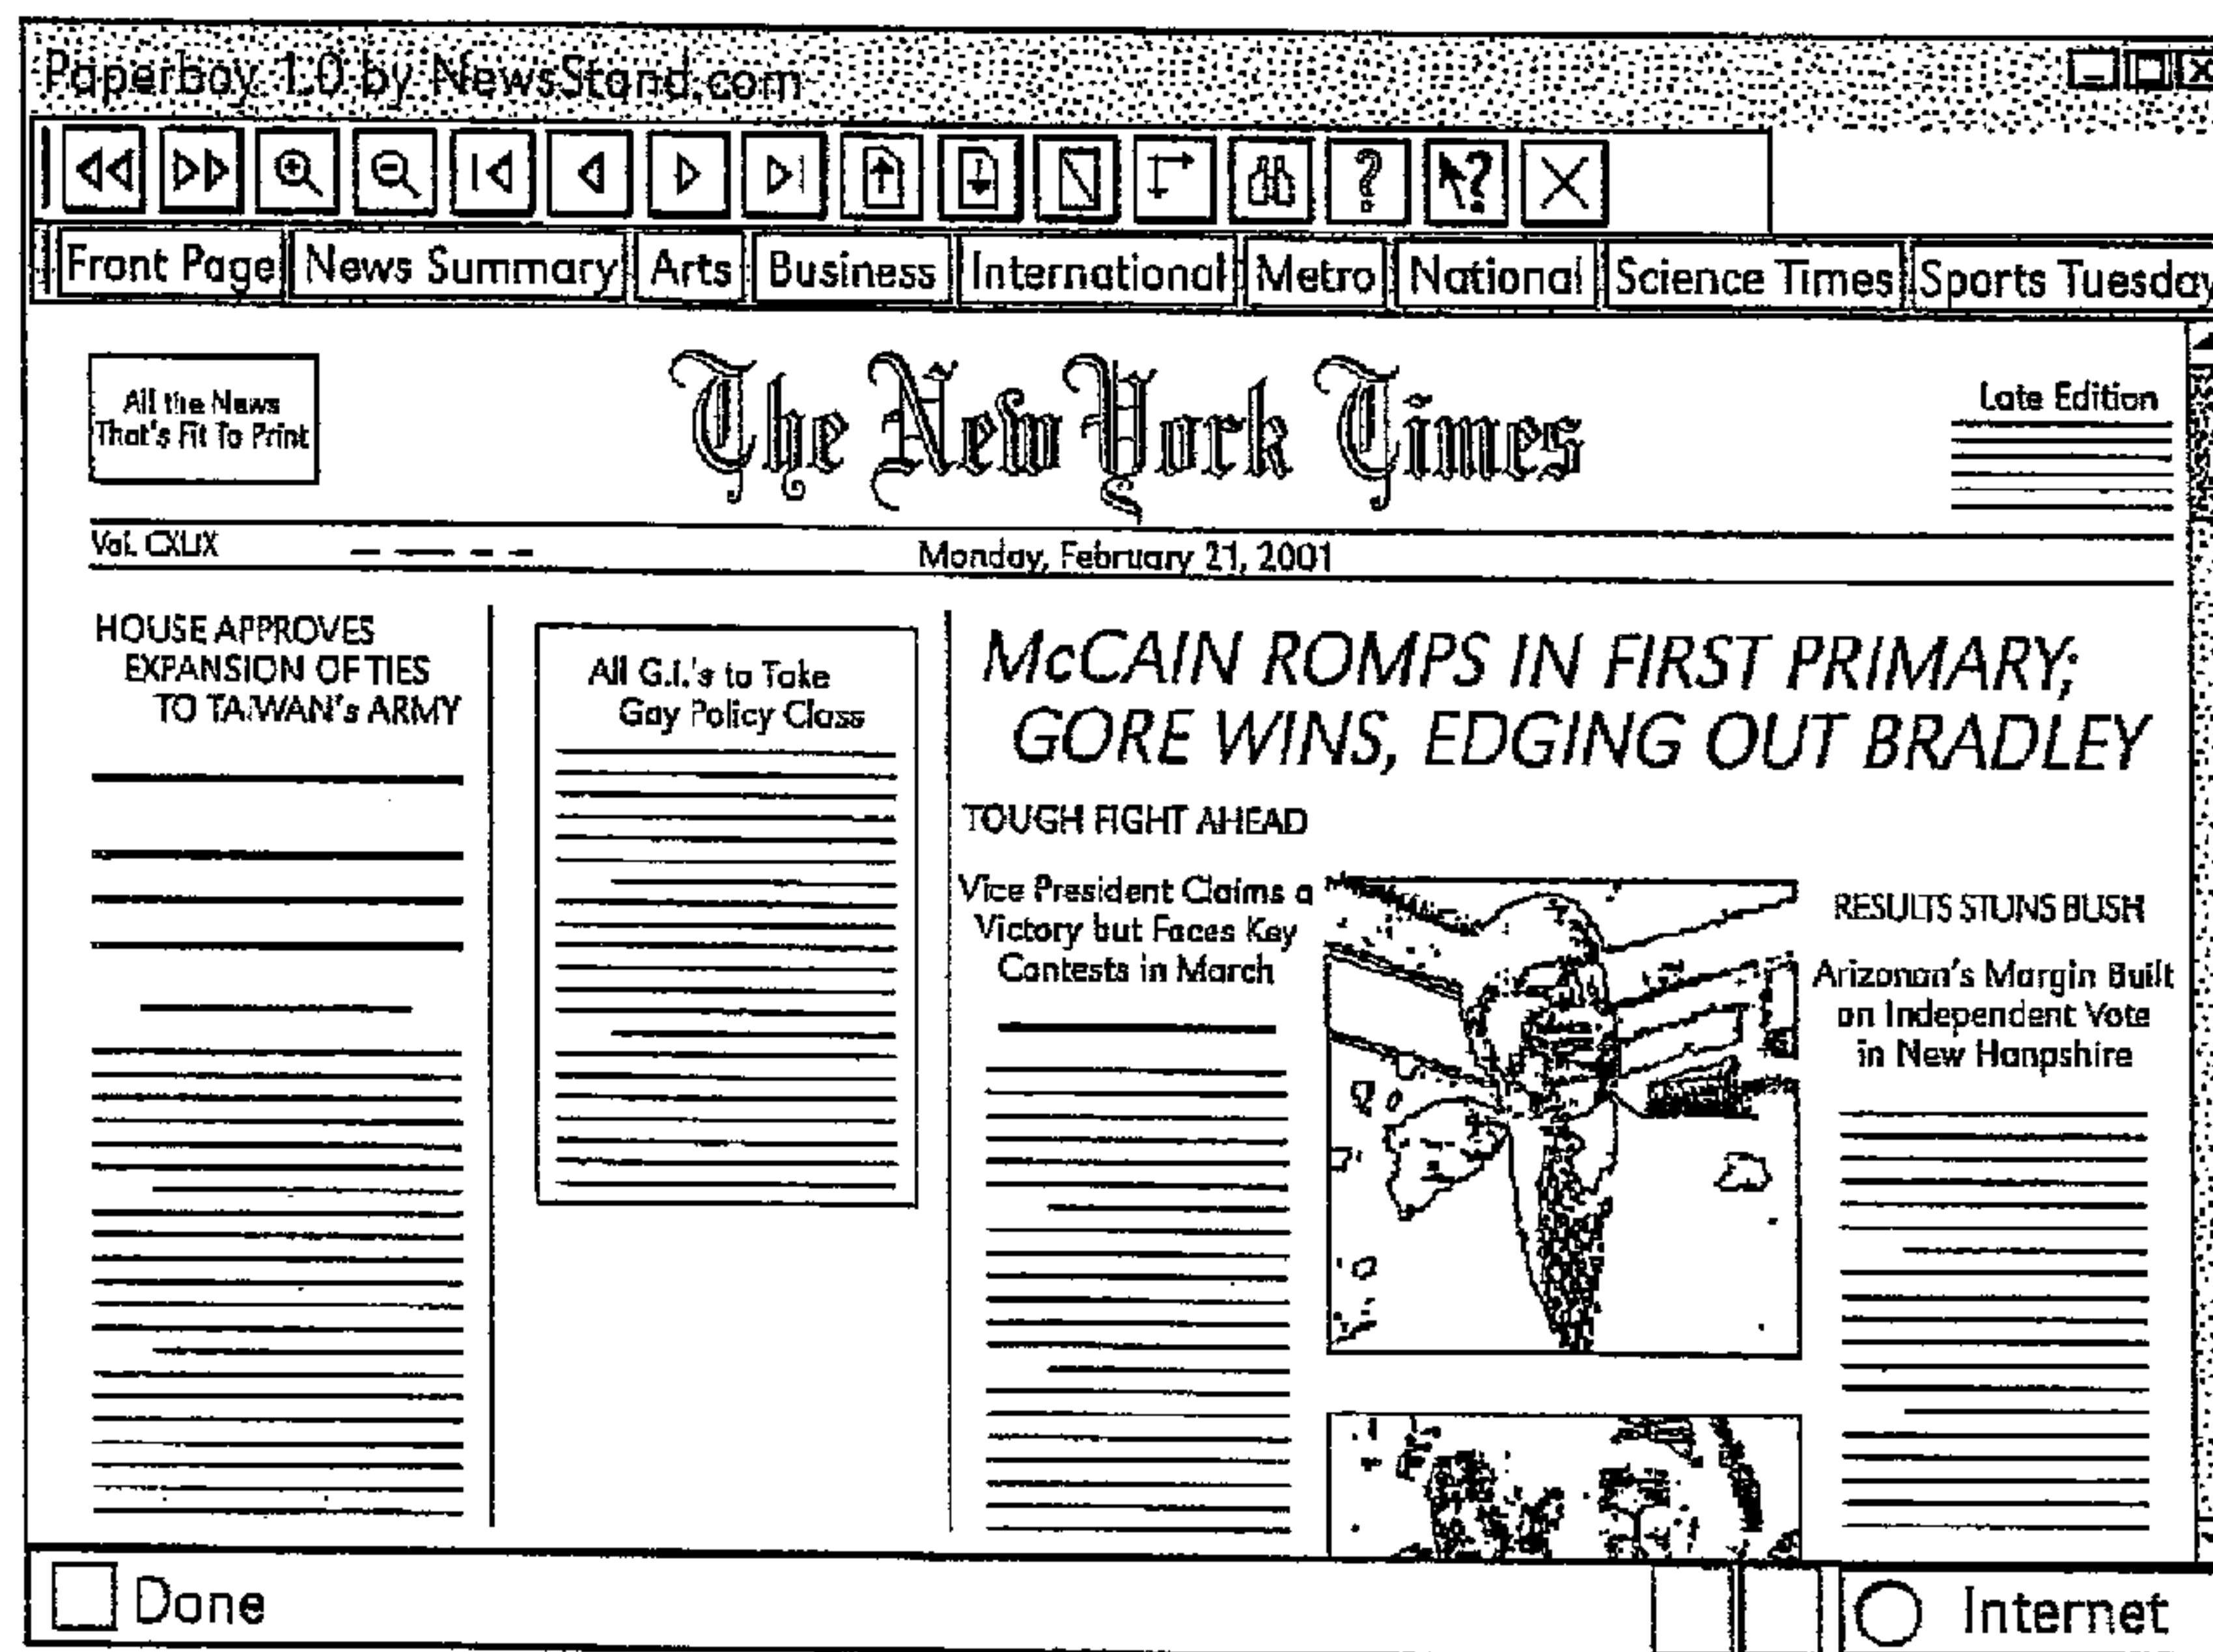 Paperboy 1.0 by NewsStand.com
Front Page News Summary Arts Business International Metro National Science Times Sports Tuesday
All the News
That's Fit To Print
The New York Times
Late Edition
Vol. CXLIX
Monday, February 21, 2001
HOUSE APPROVES
EXPANSION OF TIES
TO TAIWAN's ARMY
All G.I.'s to Take
Gay Policy Class
McCAIN ROMPS IN FIRST PRIMARY;
GORE WINS, EDGING OUT BRADLEY
TOUGH FIGHT AHEAD
Vice President Claims a
Victory but Faces Key
Contests in March
RESULTS STUNS BUSH
Arizonan's Margin Built
on Independent Vote
in New Hanpshire
Done
Internet